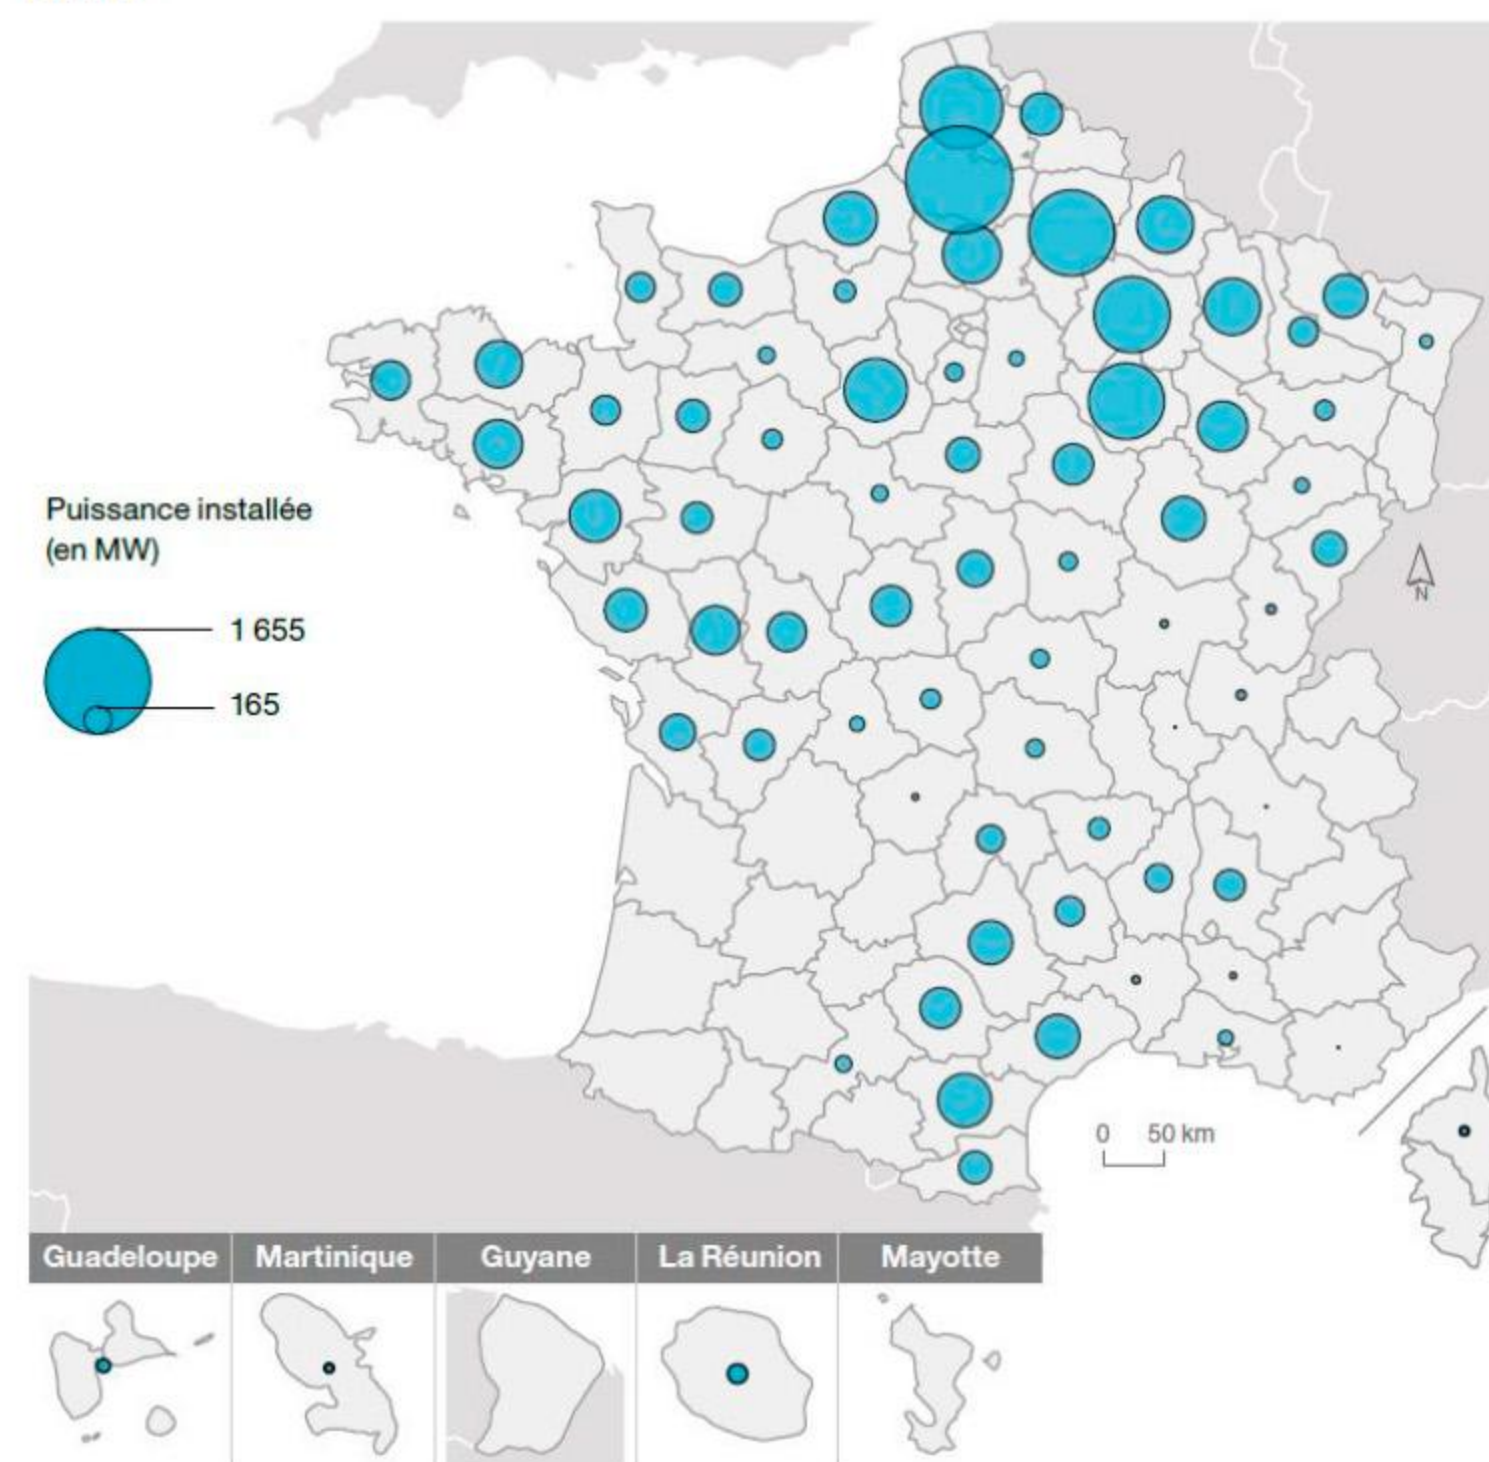 Puissance installée
(en MW)
1 655
165
N
0 50 km
Guadeloupe Martinique Guyane La Réunion Mayotte